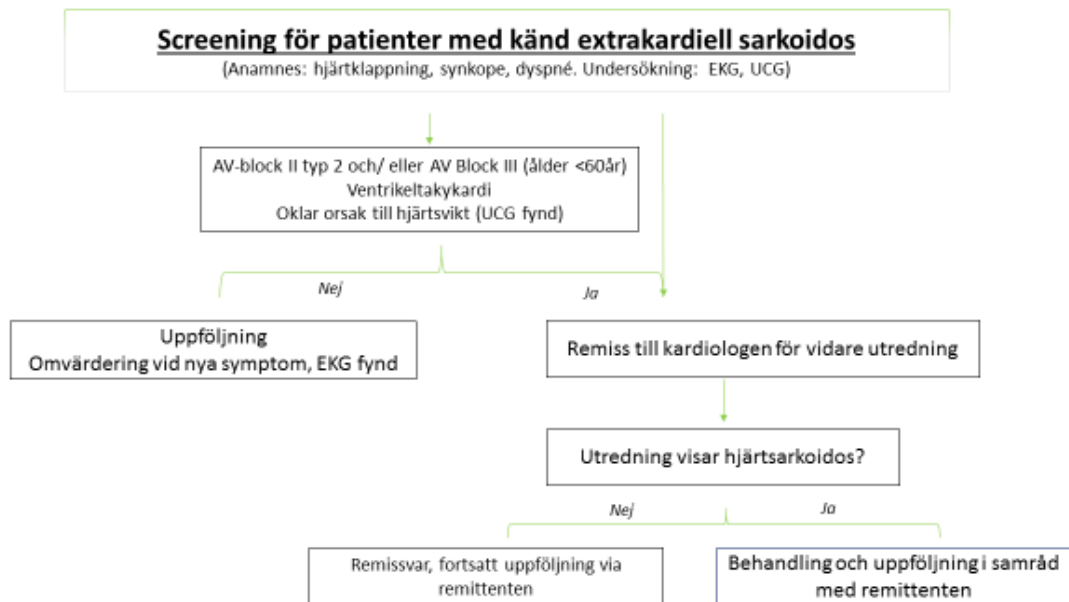 Screening för patienter med känd extrakardiell sarkoidos
(Anamnes: hjärtklappning, synkope, dyspné. Undersökning: EKG, UCG)
AV-block II typ 2 och/ eller AV Block III (ålder <60år)
Ventrikeltakykardi
Oklar orsak till hjärtsvikt (UCG fynd)
Nej
Ja
Uppföljning
Omvärdering vid nya symptom, EKG fynd
Remiss till kardiologen för vidare utredning
Utredning visar hjärtsarkoidos?
Nej
Ja
Remissvar, fortsatt uppföljning via
remittenten
Behandling och uppföljning i samråd
med remittenten